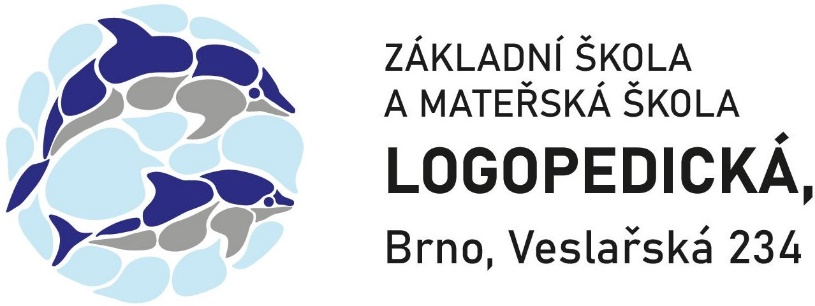 ZÁKLADNÍ ŠKOLA
A MATEŘSKÁ ŠKOLA
LOGOPEDICKÁ,
Brno, Veslařská 234